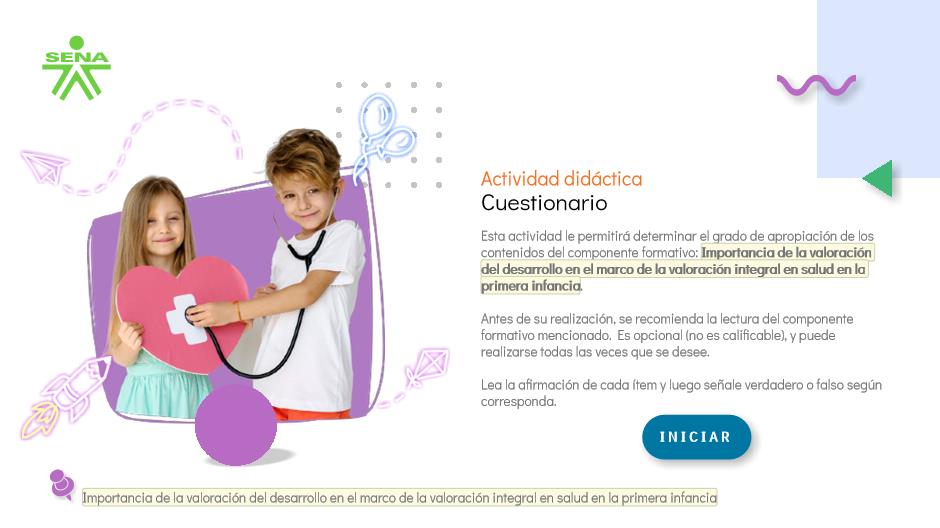 SENA
Actividad didáctica
Cuestionario
Esta actividad le permitirá determinar el grado de apropiación de los
contenidos del componente formativo: Importancia de la valoración
del desarrollo en el marco de la valoración integral en salud en la
primera infancia.
Antes de su realización, se recomienda la lectura del componente
formativo mencionado. Es opcional (no es calificable), y puede
realizarse todas las veces que se desee.
Lea la afirmación de cada ítem y luego señale verdadero o falso según
corresponda.
INICIAR
Importancia de la valoración del desarrollo en el marco de la valoración integral en salud en la primera infancia